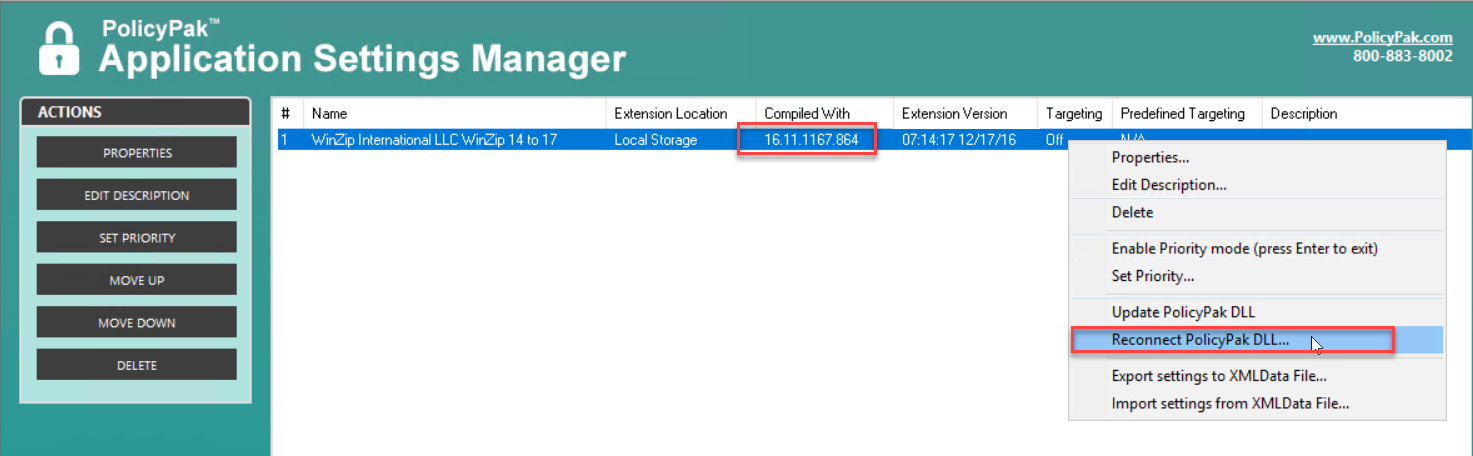 PolicyPak™
Application Settings Manager
www.PolicyPak.com
800-883-8002
ACTIONS
PROPERTIES
EDIT DESCRIPTION
SET PRIORITY
MOVE UP
MOVE DOWN
DELETE
# Name Extension Location Compiled With Extension Version Targeting Predefined Targeting Description
1 WinZip International LLC WinZip 14 to 17 Local Storage 16.11.1167.864 07:14:17 12/17/16 Off N/A
Properties...
Edit Description...
Delete
Enable Priority mode (press Enter to exit)
Set Priority...
Update PolicyPak DLL
Reconnect PolicyPak DLL...
Export settings to XMLData File...
Import settings from XMLData File...